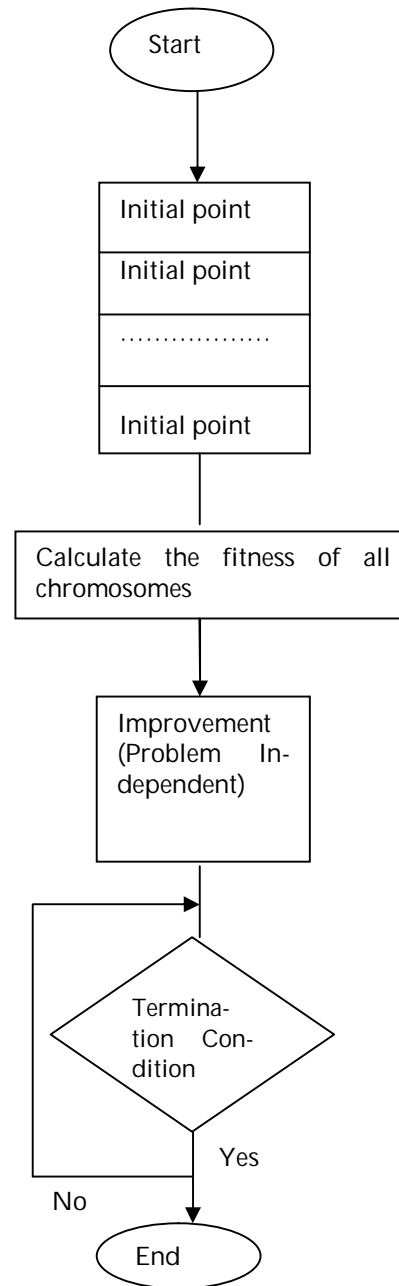 Start
Initial point
Initial point
..................
Initial point
Calculate the fitness of all
chromosomes
Improvement
(Problem In-
dependent)
Termina-
tion Con-
dition
Yes
No
End